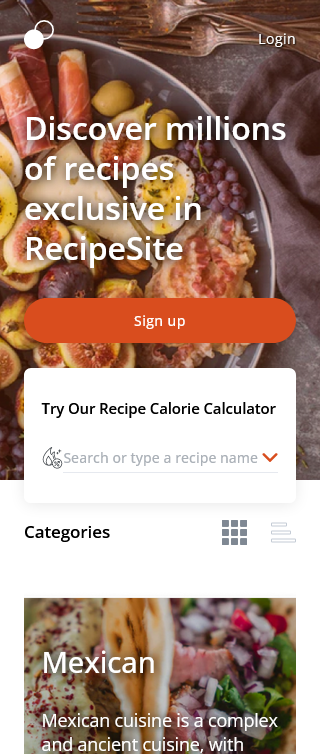 Login
Discover millions
of recipes
exclusive in
RecipeSite
Sign up
Try Our Recipe Calorie Calculator
Search or type a recipe name
Categories
Mexican
Mexican cuisine is a complex
and ancient cuisine, with